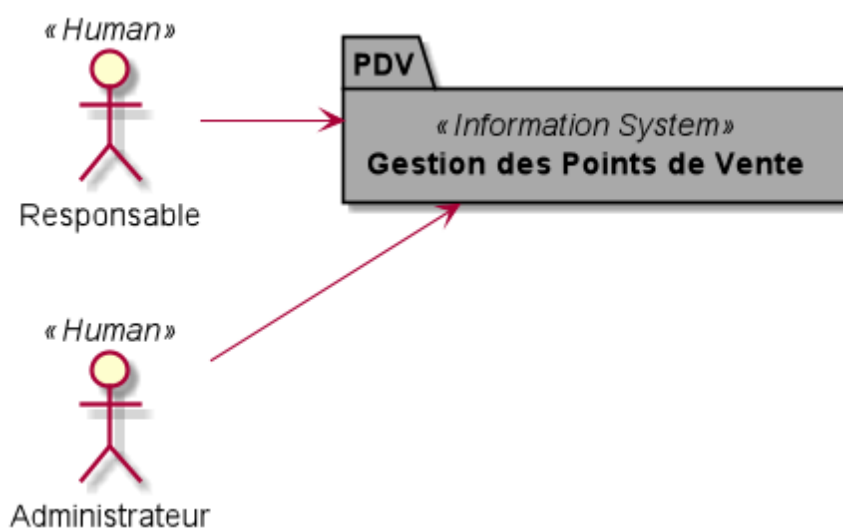 «Human»
Responsable
PDV
«Information System»
Gestion des Points de Vente
«Human»
Administrateur